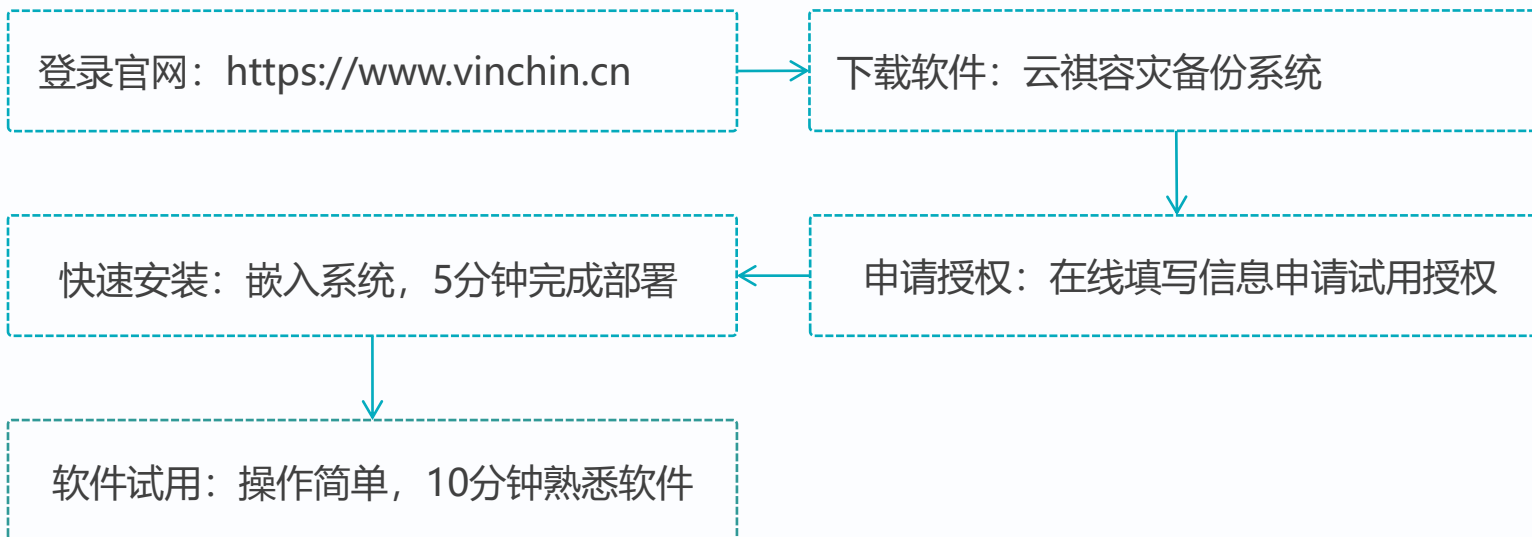 登录官网：https://www.vinchin.cn
下载软件：云祺容灾备份系统
申请授权：在线填写信息申请试用授权
快速安装：嵌入系统，5分钟完成部署
软件试用：操作简单，10分钟熟悉软件